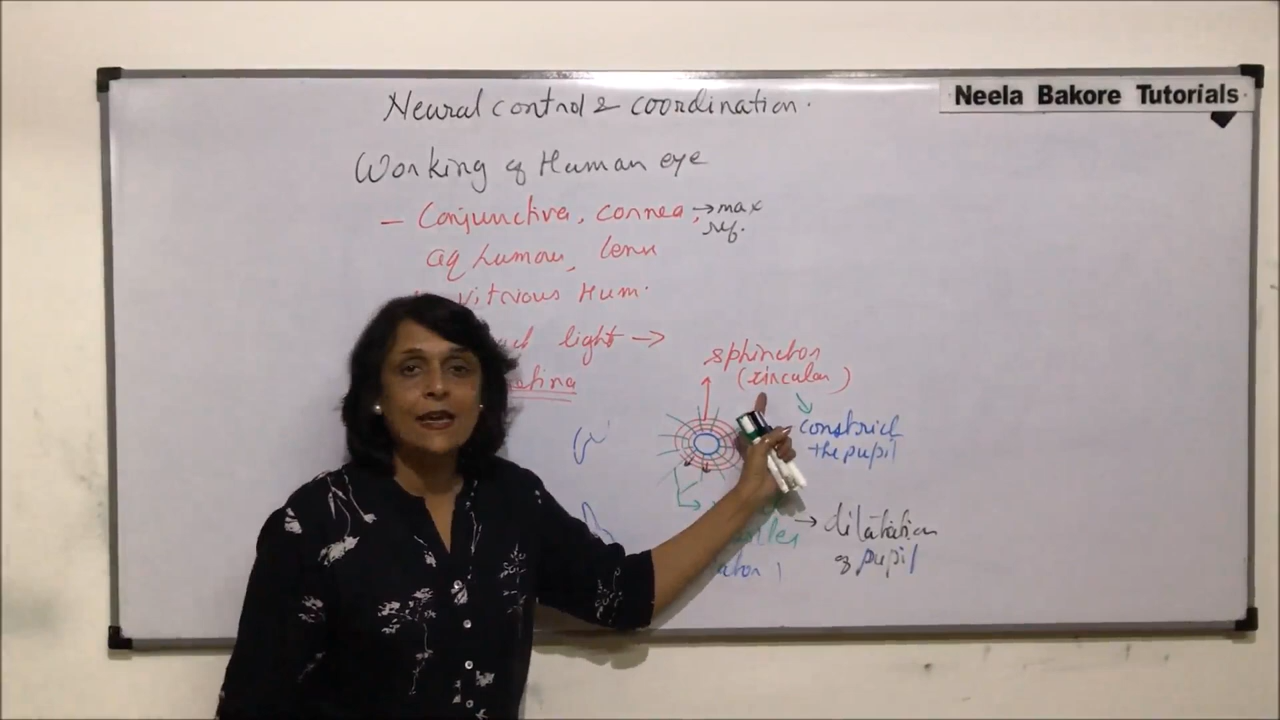 Neela Bakore Tutorials
Neural control & coordination.
Working of Human eye
- Conjunctiva, cornea, → max
ref.
aq humour, lens
vitrious Hum.
light →
sphincter
(circular)
constrict
the pupil
→ dilatation
of pupil